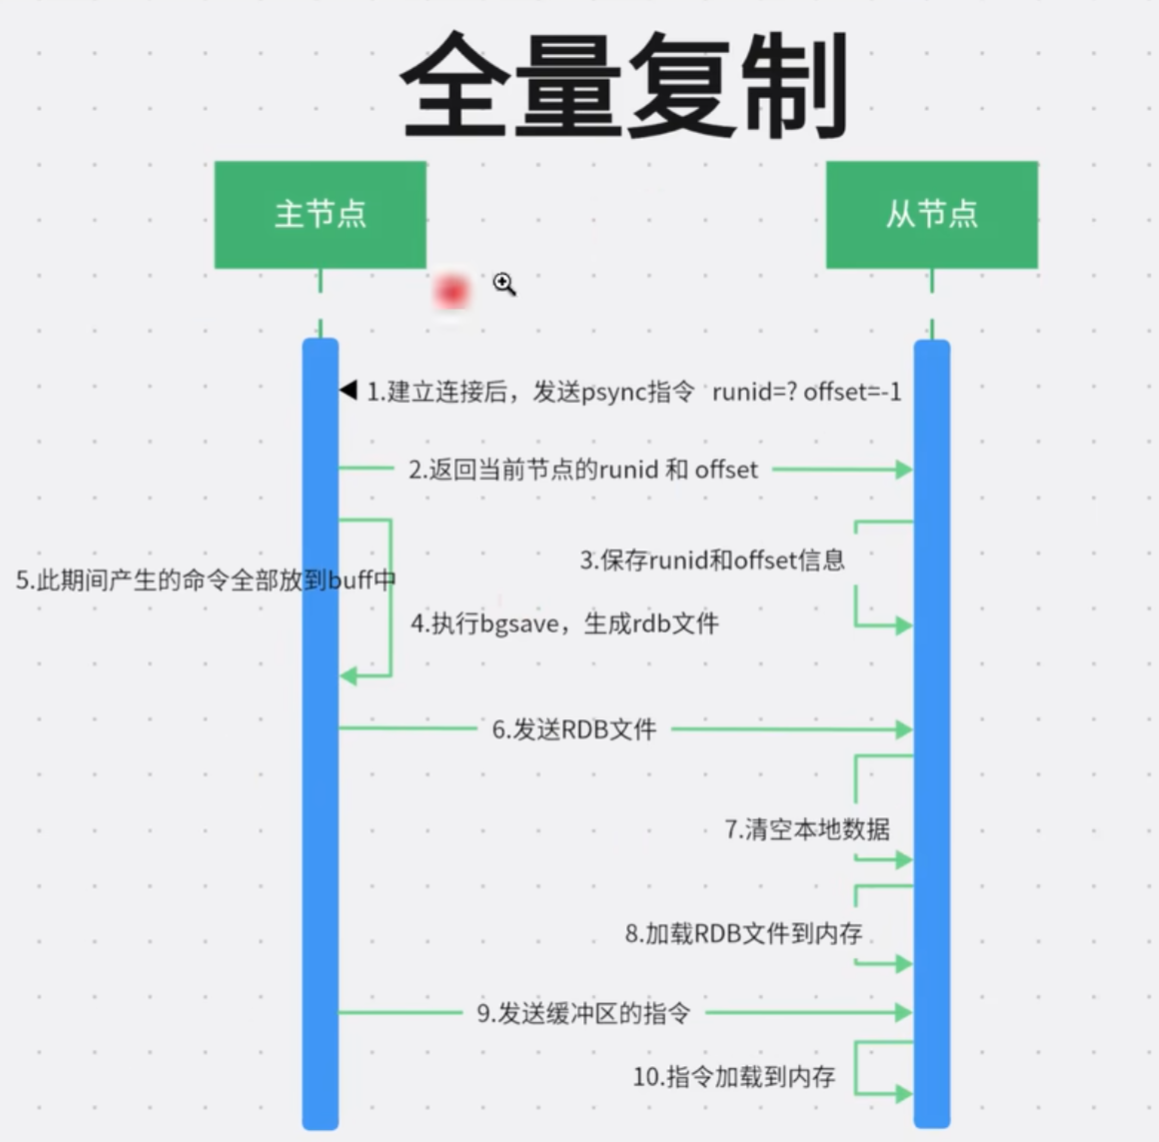 全量复制
主节点
从节点
1.建立连接后，发送psync指令 runid=? offset=-1
2.返回当前节点的runid 和 offset
3.保存runid和offset信息
5.此期间产生的命令全部放到buff中
4.执行bgsave，生成rdb文件
6.发送RDB文件
7.清空本地数据
8.加载RDB文件到内存
9.发送缓冲区的指令
10.指令加载到内存